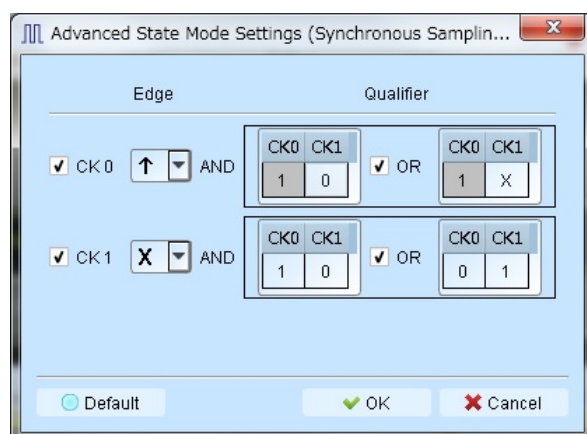 Advanced State Mode Settings (Synchronous Samplin...
Edge Qualifier
CK0 CK1 CK0 CK1
CK 0 ↑ AND 1 0 OR 1 X
CK0 CK1 CK0 CK1
CK 1 X AND 1 0 OR 0 1
Default OK Cancel